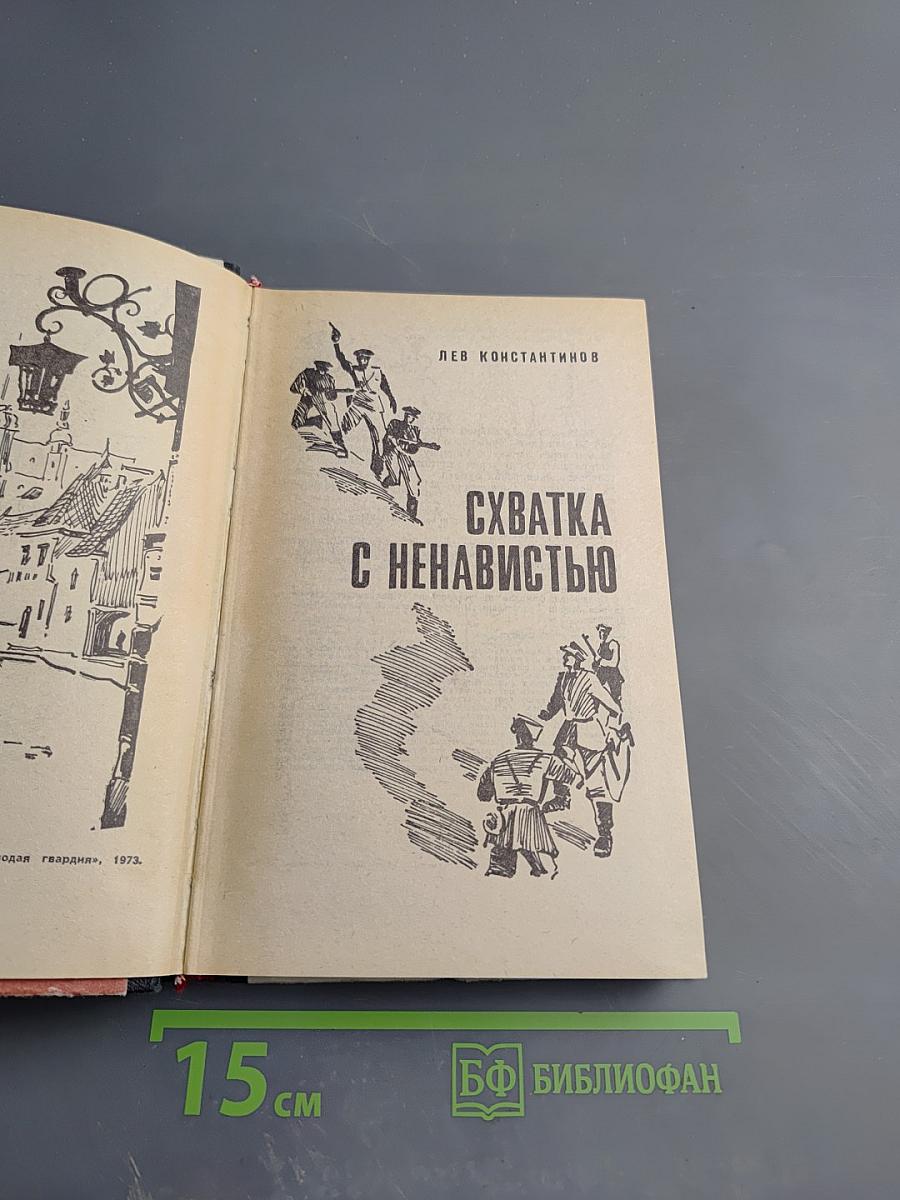 одая гвардия», 1973.
ЛЕВ КОНСТАНТИНОВ
СХВАТКА
С НЕНАВИСТЬЮ
15 СМ
БФ БИБЛИОФАН